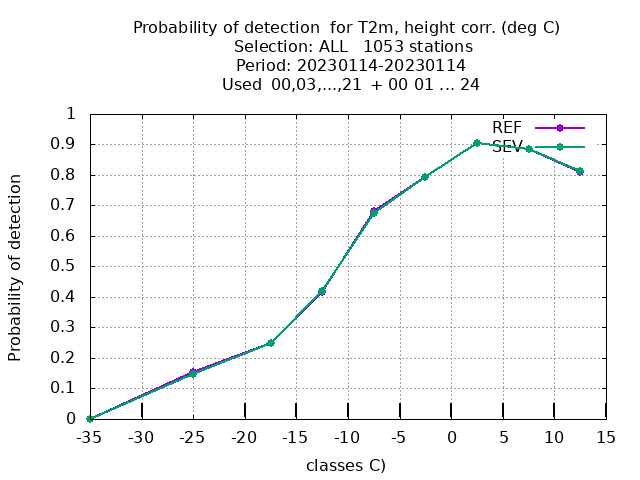 Probability of detection  for T2m, height corr. (deg C)
Selection: ALL   1053 stations
Period: 20230114-20230114
Used  00,03,...,21  + 00 01 ... 24
REF
SEV
1
0.9
0.8
0.7
0.6
0.5
0.4
0.3
0.2
0.1
0
Probability of detection
-35 -30 -25 -20 -15 -10 -5 0 5 10 15
classes C)